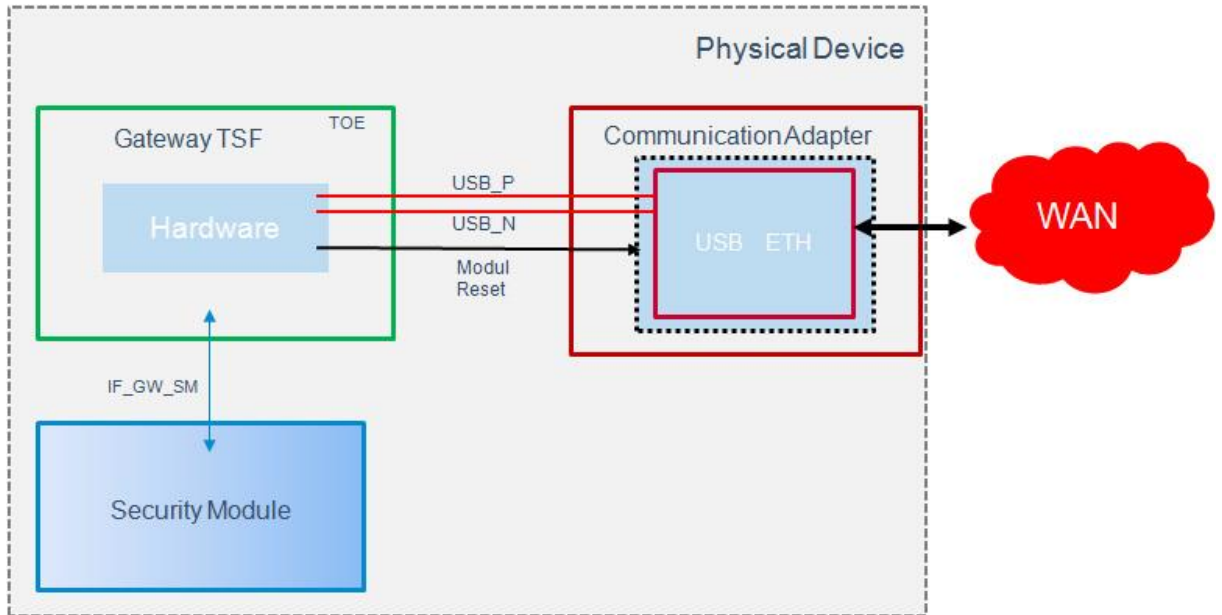 Physical Device
TOE
Gateway TSF
Communication Adapter
Hardware
USB_P
USB_N
Modul
Reset
USB ETH
WAN
IF_GW_SM
Security Module